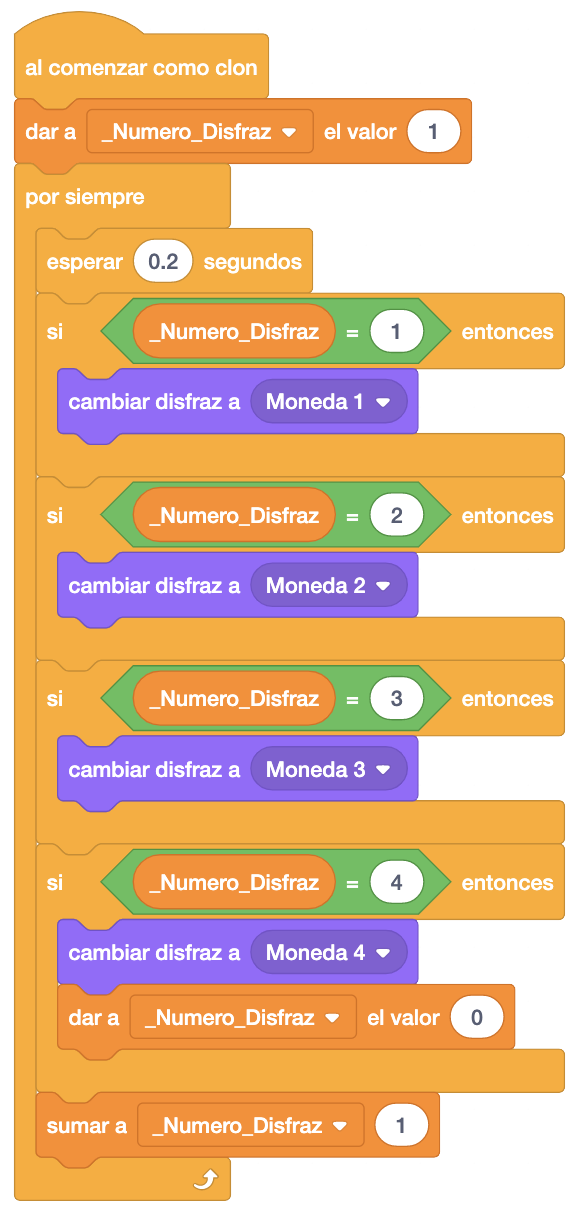 al comenzar como clon
dar a _Numero_Disfraz el valor 1
por siempre
esperar 0.2 segundos
si _Numero_Disfraz = 1 entonces
cambiar disfraz a Moneda 1
si _Numero_Disfraz = 2 entonces
cambiar disfraz a Moneda 2
si _Numero_Disfraz = 3 entonces
cambiar disfraz a Moneda 3
si _Numero_Disfraz = 4 entonces
cambiar disfraz a Moneda 4
dar a _Numero_Disfraz el valor 0
sumar a _Numero_Disfraz 1